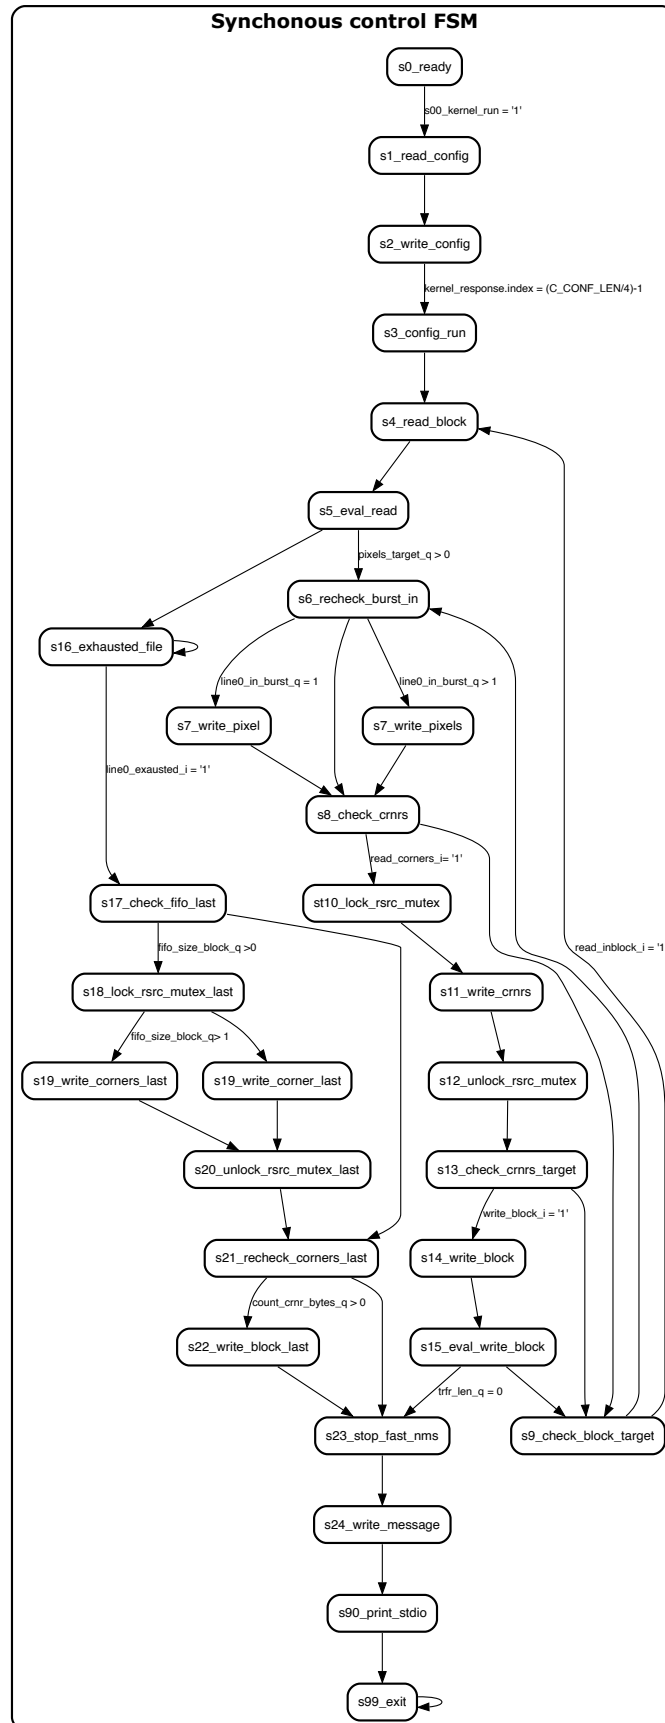 Synchonous control FSM
s0_ready
s00_kernel_run = '1'
s1_read_config
s2_write_config
kernel_response.index = (C_CONF_LEN/4)-1
s3_config_run
s4_read_block
s5_eval_read
pixels_target_q > 0
s6_recheck_burst_in
s16_exhausted_file
line0_in_burst_q = 1
line0_in_burst_q > 1
s7_write_pixel
s7_write_pixels
line0_exausted_i = '1'
s8_check_crnrs
read_corners_i= '1'
s17_check_fifo_last
st10_lock_rsrc_mutex
fifo_size_block_q >0
read_inblock_i = '1
s18_lock_rsrc_mutex_last
s11_write_crnrs
fifo_size_block_q> 1
s19_write_corners_last
s19_write_corner_last
s12_unlock_rsrc_mutex
s20_unlock_rsrc_mutex_last
s13_check_crnrs_target
write_block_i = '1'
s21_recheck_corners_last
s14_write_block
count_crnr_bytes_q > 0
s22_write_block_last
s15_eval_write_block
trfr_len_q = 0
s23_stop_fast_nms
s9_check_block_target
s24_write_message
s90_print_stdio
s99_exit